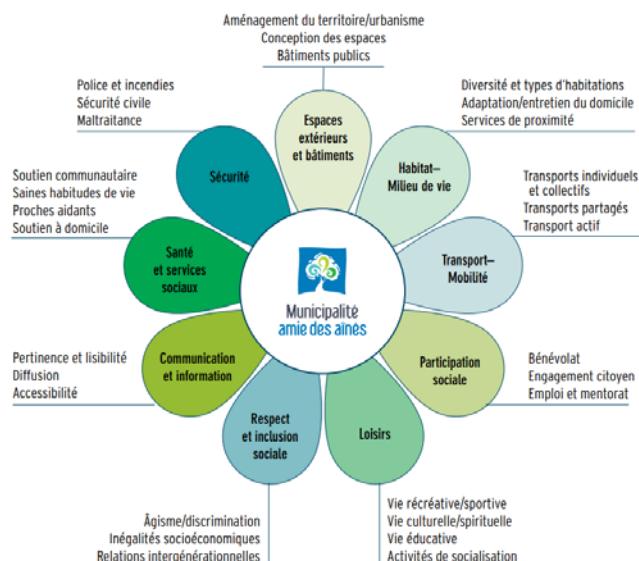 Aménagement du territoire/urbanisme
Conception des espaces
Bâtiments publics
Espaces
extérieurs
et bâtiments
Diversité et types d'habitations
Adaptation/entretien du domicile
Services de proximité
Habitat–
Milieu de vie
Transports individuels
et collectifs
Transports partagés
Transport actif
Transport–
Mobilité
Bénévolat
Engagement citoyen
Emploi et mentorat
Participation
sociale
Loisirs
Vie récréative/sportive
Vie culturelle/spirituelle
Vie éducative
Activités de socialisation
Respect
et inclusion
sociale
Âgisme/discrimination
Inégalités socioéconomiques
Relations intergénérationnelles
Communication
et information
Pertinence et lisibilité
Diffusion
Accessibilité
Santé
et services
sociaux
Soutien communautaire
Saines habitudes de vie
Proches aidants
Soutien à domicile
Sécurité
Police et incendies
Sécurité civile
Maltraitance
Municipalité
amie des aînés